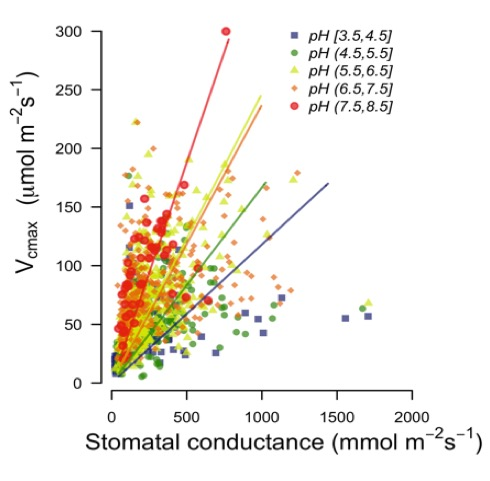 300
250
200
150
100
50
0
V_cmax (μmol m⁻²s⁻¹)
pH [3.5,4.5]
pH (4.5,5.5]
pH (5.5,6.5]
pH (6.5,7.5]
pH (7.5,8.5]
0 500 1000 1500 2000
Stomatal conductance (mmol m⁻²s⁻¹)